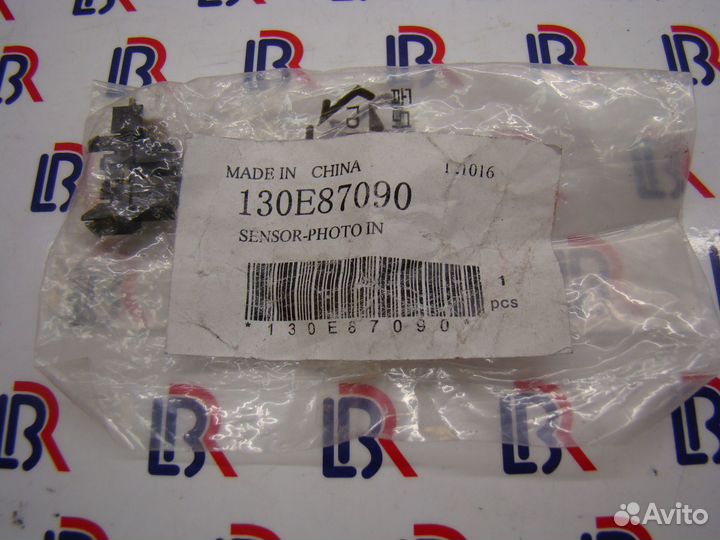 MADE IN CHINA
130E87090
SENSOR-PHOTO IN
1
pcs
*130E87090*
Avito